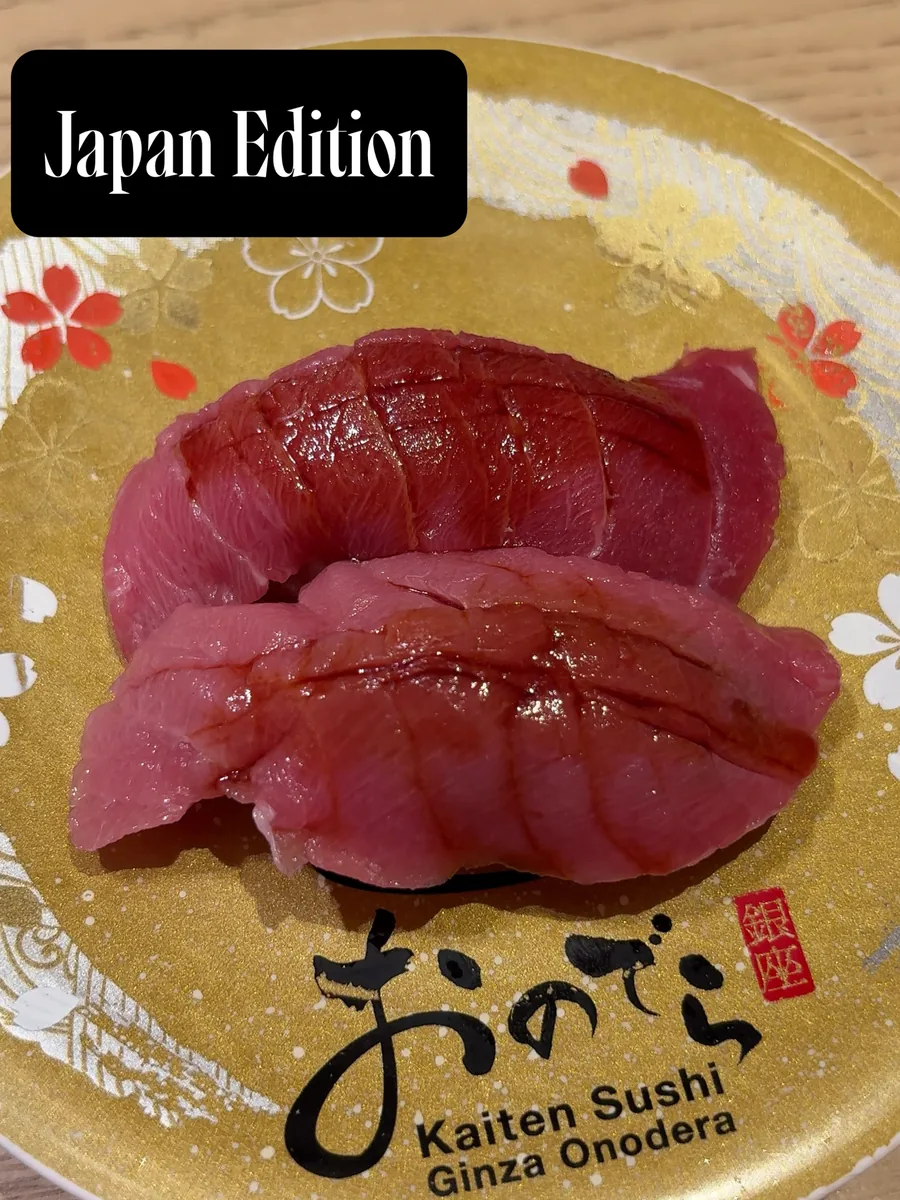 Japan Edition
おのでら
銀座
Kaiten Sushi
Ginza Onodera